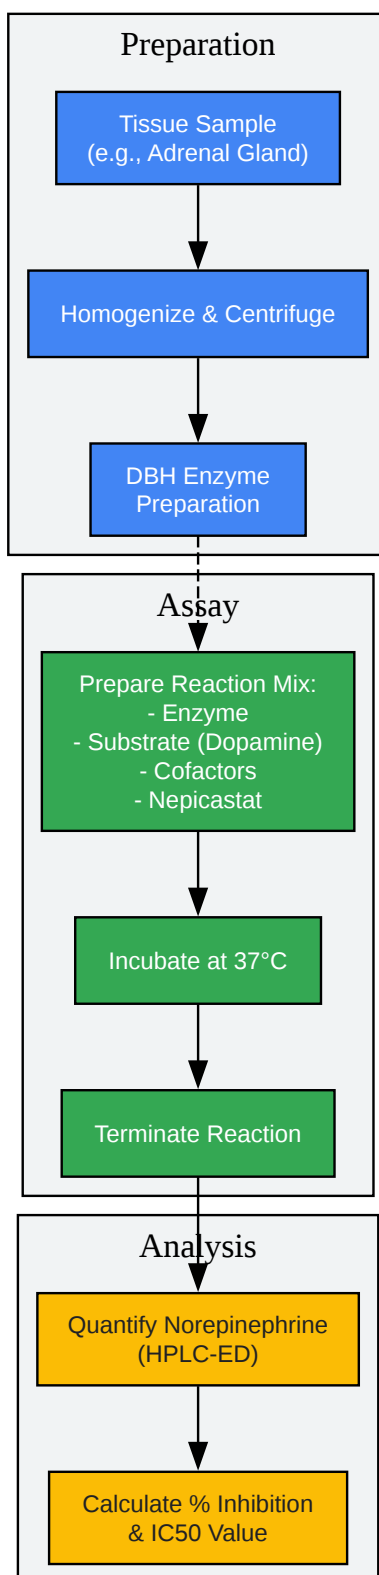 Preparation
Tissue Sample
(e.g., Adrenal Gland)
Homogenize & Centrifuge
DBH Enzyme
Preparation
Assay
Prepare Reaction Mix:
- Enzyme
- Substrate (Dopamine)
- Cofactors
- Nepicastat
Incubate at 37°C
Terminate Reaction
Analysis
Quantify Norepinephrine
(HPLC-ED)
Calculate % Inhibition
& IC50 Value